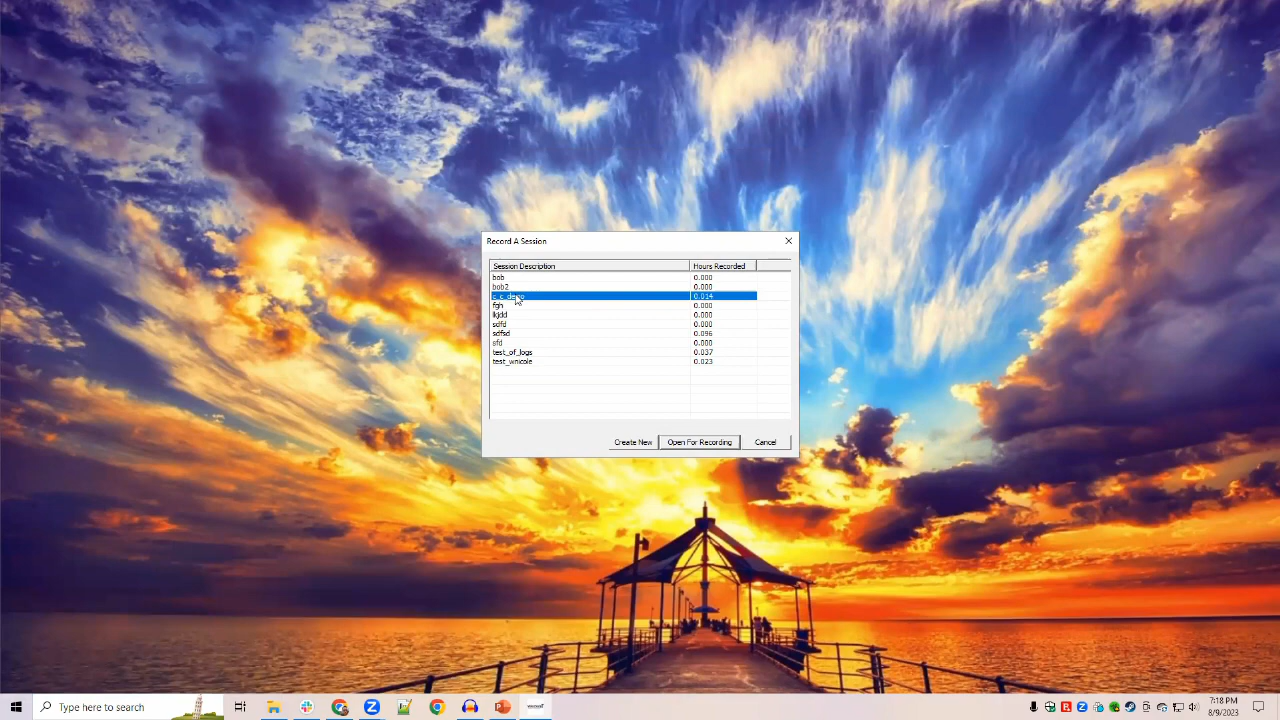 Record A Session
Session Description Hours Recorded
bob 0.000
bob2 0.000
c_c_demo 0.014
fgh 0.000
lkjdd 0.000
sdfd 0.000
sdfsd 0.096
sfd 0.000
test_of_logs 0.037
test_wnicole 0.023
Create New Open For Recording Cancel
Type here to search
7:18 PM
8/9/2023